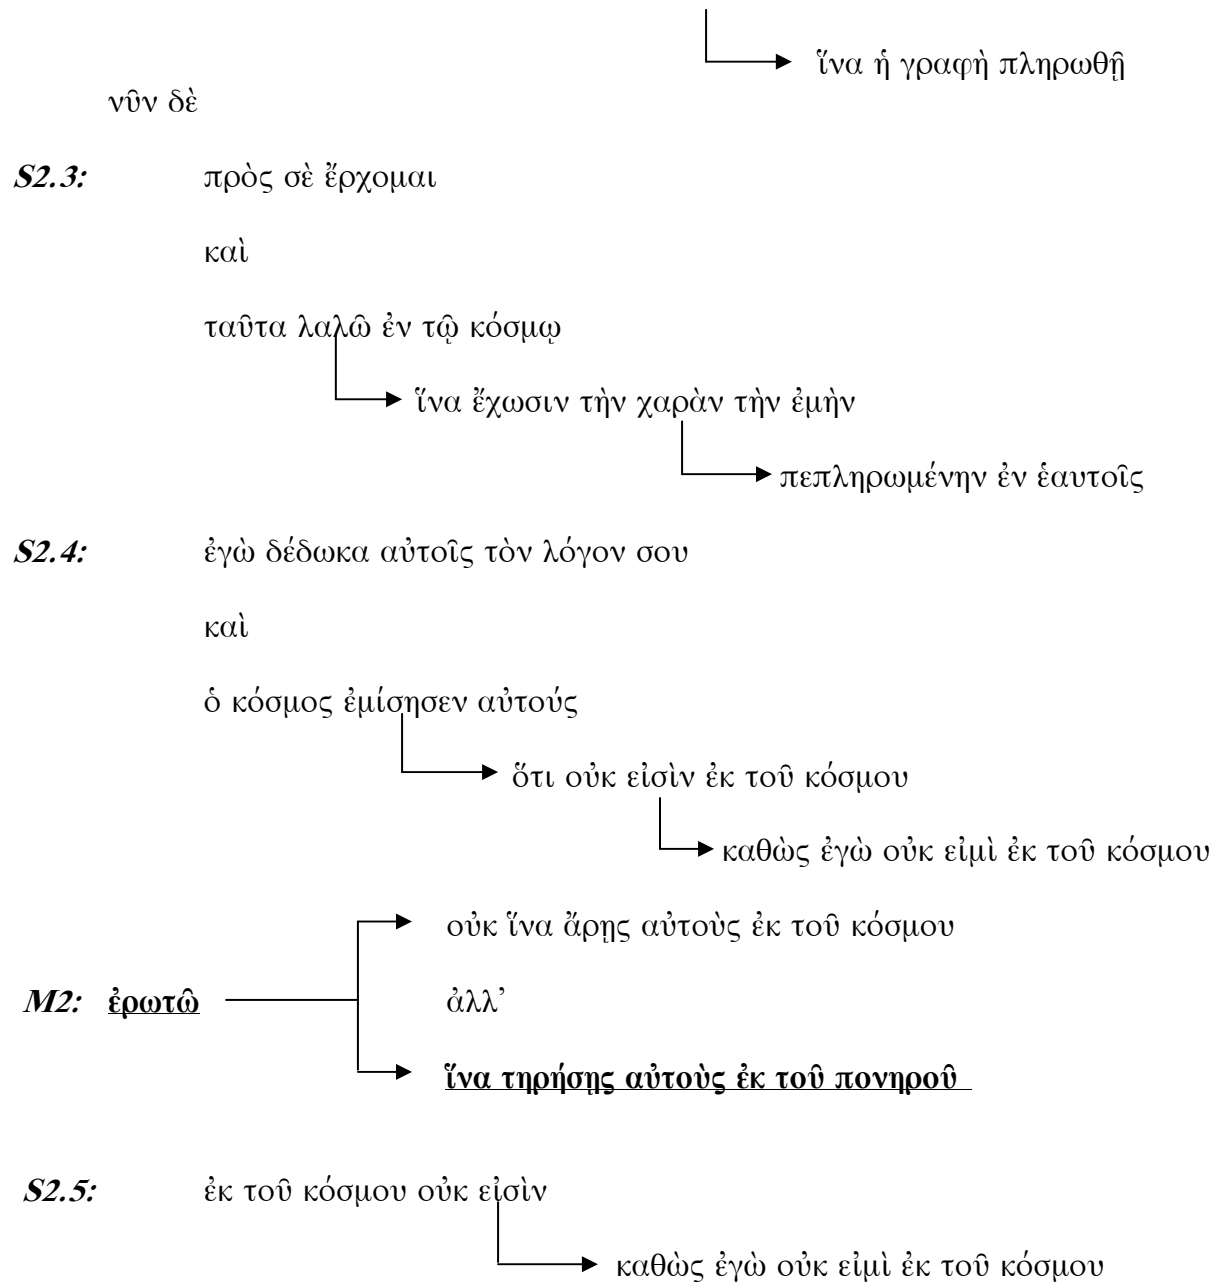 ἵνα ἡ γραφὴ πληρωθῇ
νῦν δὲ
S2.3: πρὸς σὲ ἔρχομαι
καὶ
ταῦτα λαλῶ ἐν τῷ κόσμῳ
ἵνα ἔχωσιν τὴν χαρὰν τὴν ἐμὴν
πεπληρωμένην ἐν ἑαυτοῖς
S2.4: ἐγὼ δέδωκα αὐτοῖς τὸν λόγον σου
καὶ
ὁ κόσμος ἐμίσησεν αὐτούς
ὅτι οὐκ εἰσὶν ἐκ τοῦ κόσμου
καθὼς ἐγὼ οὐκ εἰμὶ ἐκ τοῦ κόσμου
οὐκ ἵνα ἄρῃς αὐτοὺς ἐκ τοῦ κόσμου
M2: ἐρωτῶ ἀλλ’
ἵνα τηρήσῃς αὐτοὺς ἐκ τοῦ πονηροῦ
S2.5: ἐκ τοῦ κόσμου οὐκ εἰσὶν
καθὼς ἐγὼ οὐκ εἰμὶ ἐκ τοῦ κόσμου